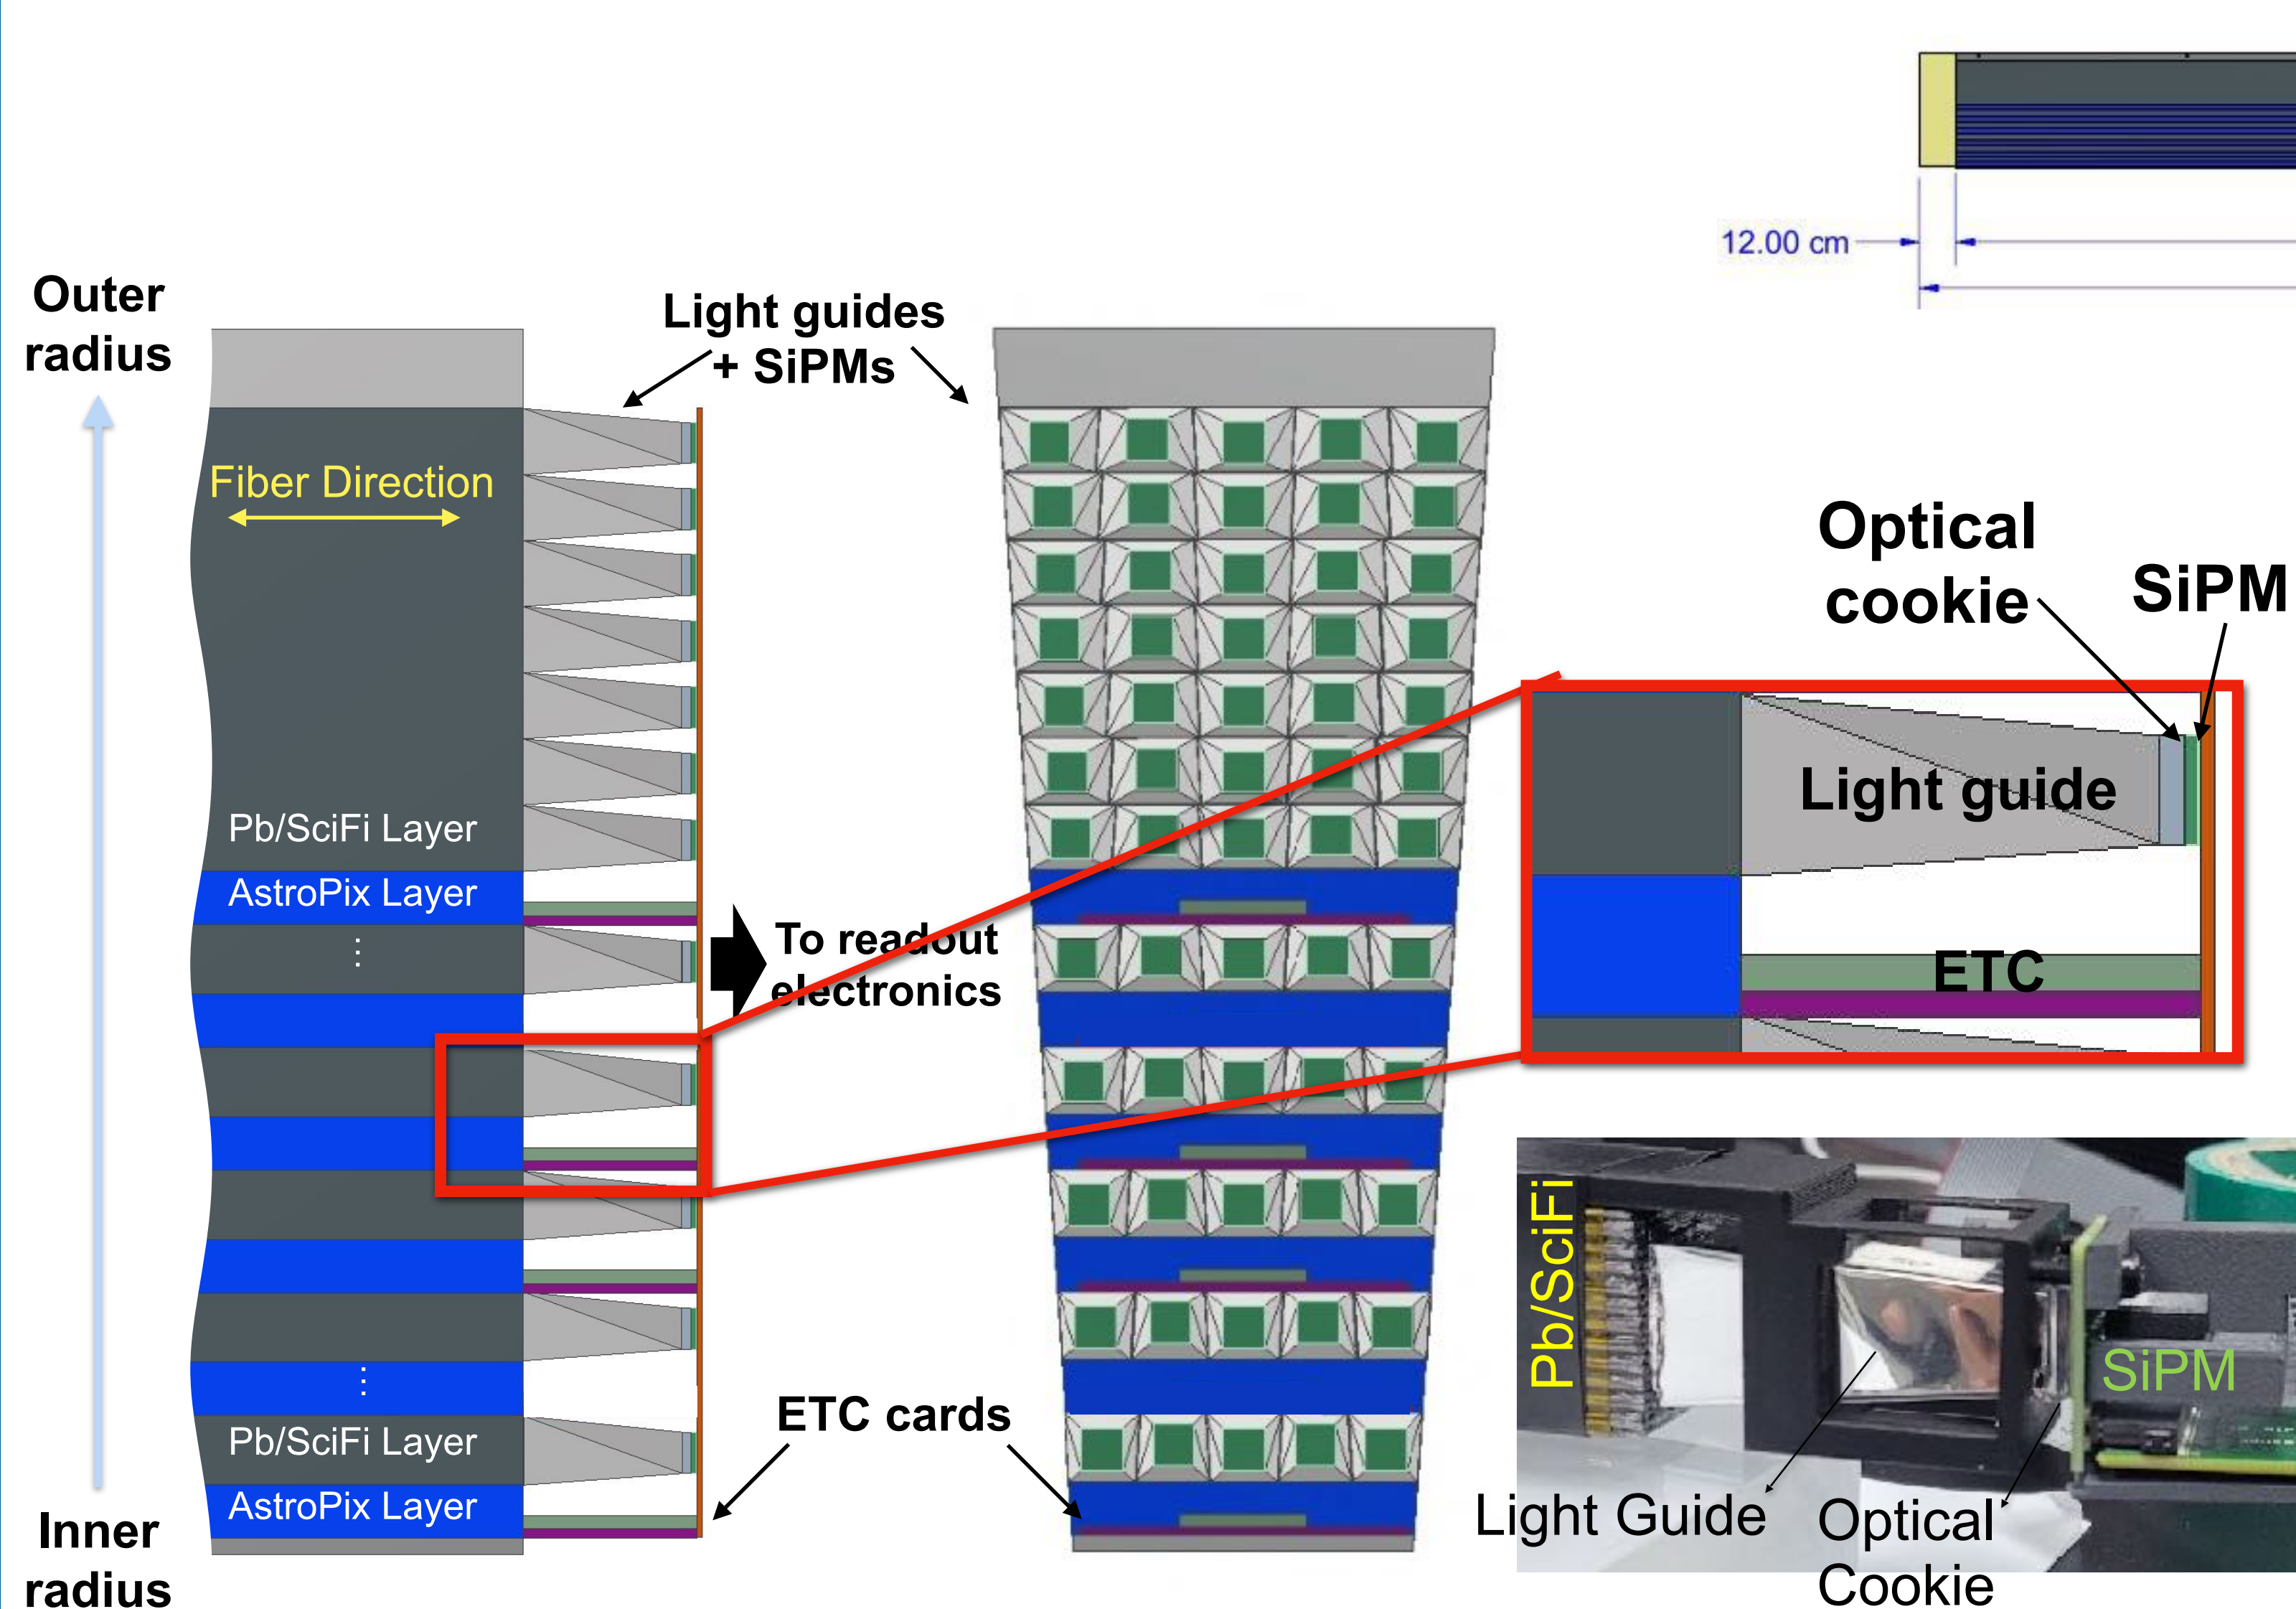 12.00 cm
Outer
radius
Light guides
+ SiPMs
Fiber Direction
Optical
cookie
SiPM
Light guide
Pb/SciFi Layer
AstroPix Layer
⋮
To readout
electronics
ETC
Pb/SciFi
SiPM
⋮
ETC cards
Pb/SciFi Layer
AstroPix Layer
Light Guide
Optical
Cookie
Inner
radius